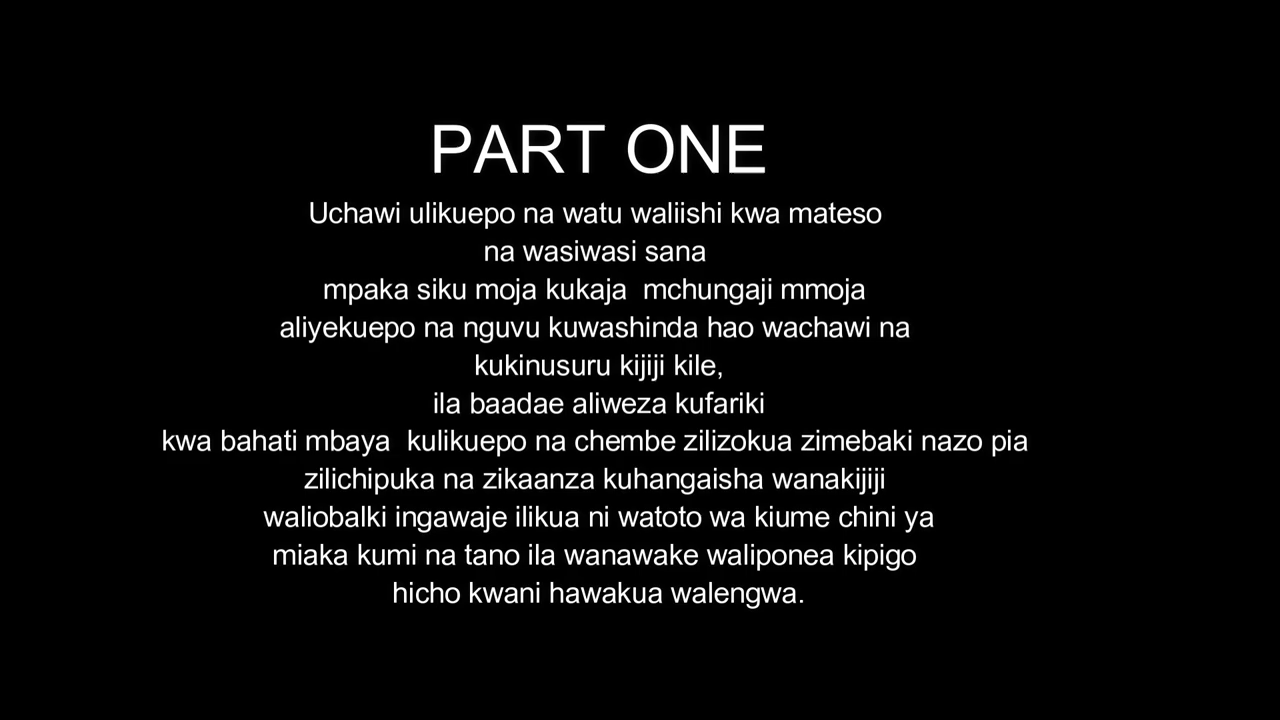 PART ONE
Uchawi ulikuepo na watu waliishi kwa mateso
na wasiwasi sana
mpaka siku moja kukaja  mchungaji mmoja
aliyekuepo na nguvu kuwashinda hao wachawi na
kukinusuru kijiji kile,
ila baadae aliweza kufariki
kwa bahati mbaya  kulikuepo na chembe zilizokua zimebaki nazo pia
zilichipuka na zikaanza kuhangaisha wanakijiji
waliobalki ingawaje ilikua ni watoto wa kiume chini ya
miaka kumi na tano ila wanawake waliponea kipigo
hicho kwani hawakua walengwa.